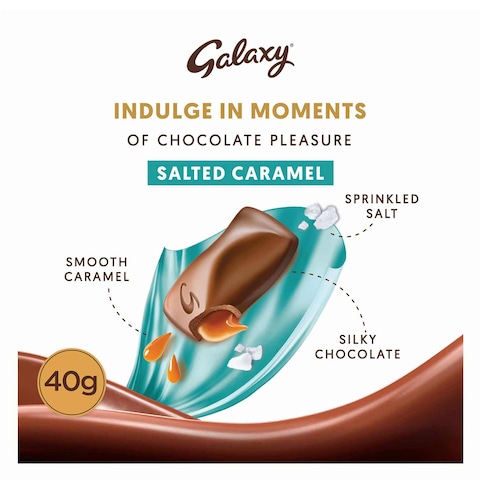 Galaxy®
INDULGE IN MOMENTS
OF CHOCOLATE PLEASURE
SALTED CARAMEL
SPRINKLED
SALT
SMOOTH
CARAMEL
SILKY
CHOCOLATE
40g